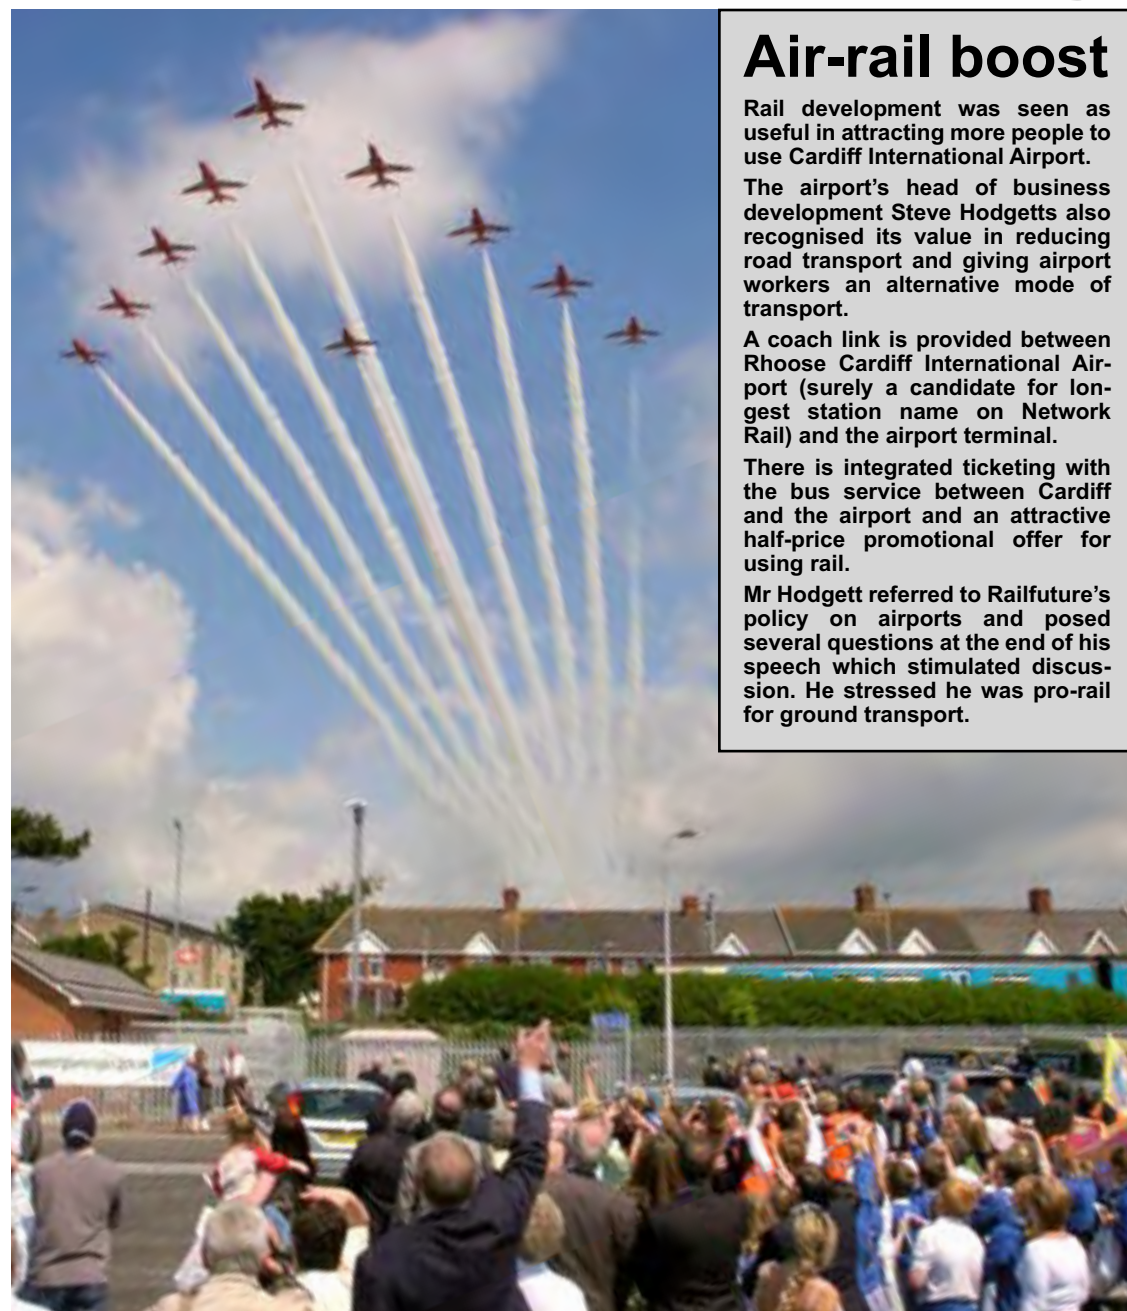 Air-rail boost
Rail development was seen as
useful in attracting more people to
use Cardiff International Airport.
The airport's head of business
development Steve Hodgetts also
recognised its value in reducing
road transport and giving airport
workers an alternative mode of
transport.
A coach link is provided between
Rhoose Cardiff International Air-
port (surely a candidate for lon-
gest station name on Network
Rail) and the airport terminal.
There is integrated ticketing with
the bus service between Cardiff
and the airport and an attractive
half-price promotional offer for
using rail.
Mr Hodgett referred to Railfuture's
policy on airports and posed
several questions at the end of his
speech which stimulated discus-
sion. He stressed he was pro-rail
for ground transport.